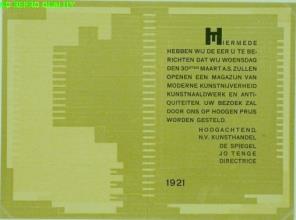 HIERMEDE
HEBBEN WIJ DE EER U TE BE-
RICHTEN DAT WIJ WOENSDAG
DEN 30STEN MAART A.S. ZULLEN
OPENEN EEN MAGAZIJN VAN
MODERNE KUNSTNIJVERHEID
KUNSTNAALDWERK EN ANTI-
QUITEITEN. UW BEZOEK ZAL
DOOR ONS OP HOOGEN PRIJS
WORDEN GESTELD.
HOOGACHTEND,
N.V. KUNSTHANDEL
DE SPIEGEL
JO TENGE
DIRECTRICE
1921